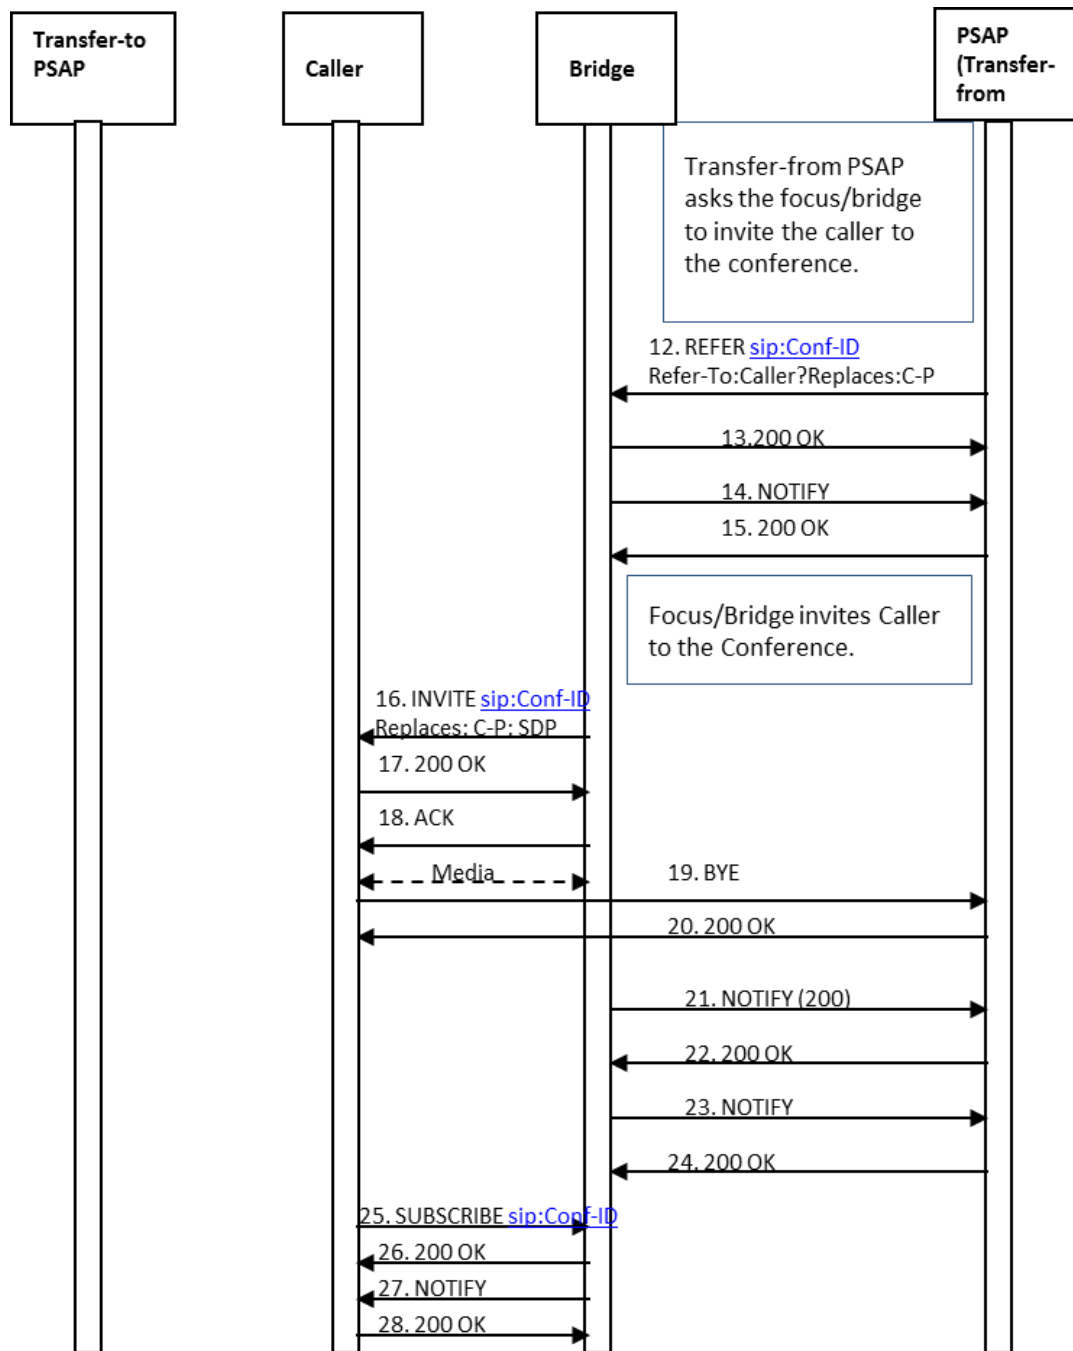 Transfer-to
PSAP
Caller
Bridge
PSAP
(Transfer-
from
Transfer-from PSAP
asks the focus/bridge
to invite the caller to
the conference.
12. REFER sip:Conf-ID
Refer-To:Caller?Replaces:C-P
13.200 OK
14. NOTIFY
15. 200 OK
Focus/Bridge invites Caller
to the Conference.
16. INVITE sip:Conf-ID
Replaces: C-P; SDP
17. 200 OK
18. ACK
Media
19. BYE
20. 200 OK
21. NOTIFY (200)
22. 200 OK
23. NOTIFY
24. 200 OK
25. SUBSCRIBE sip:Conf-ID
26. 200 OK
27. NOTIFY
28. 200 OK